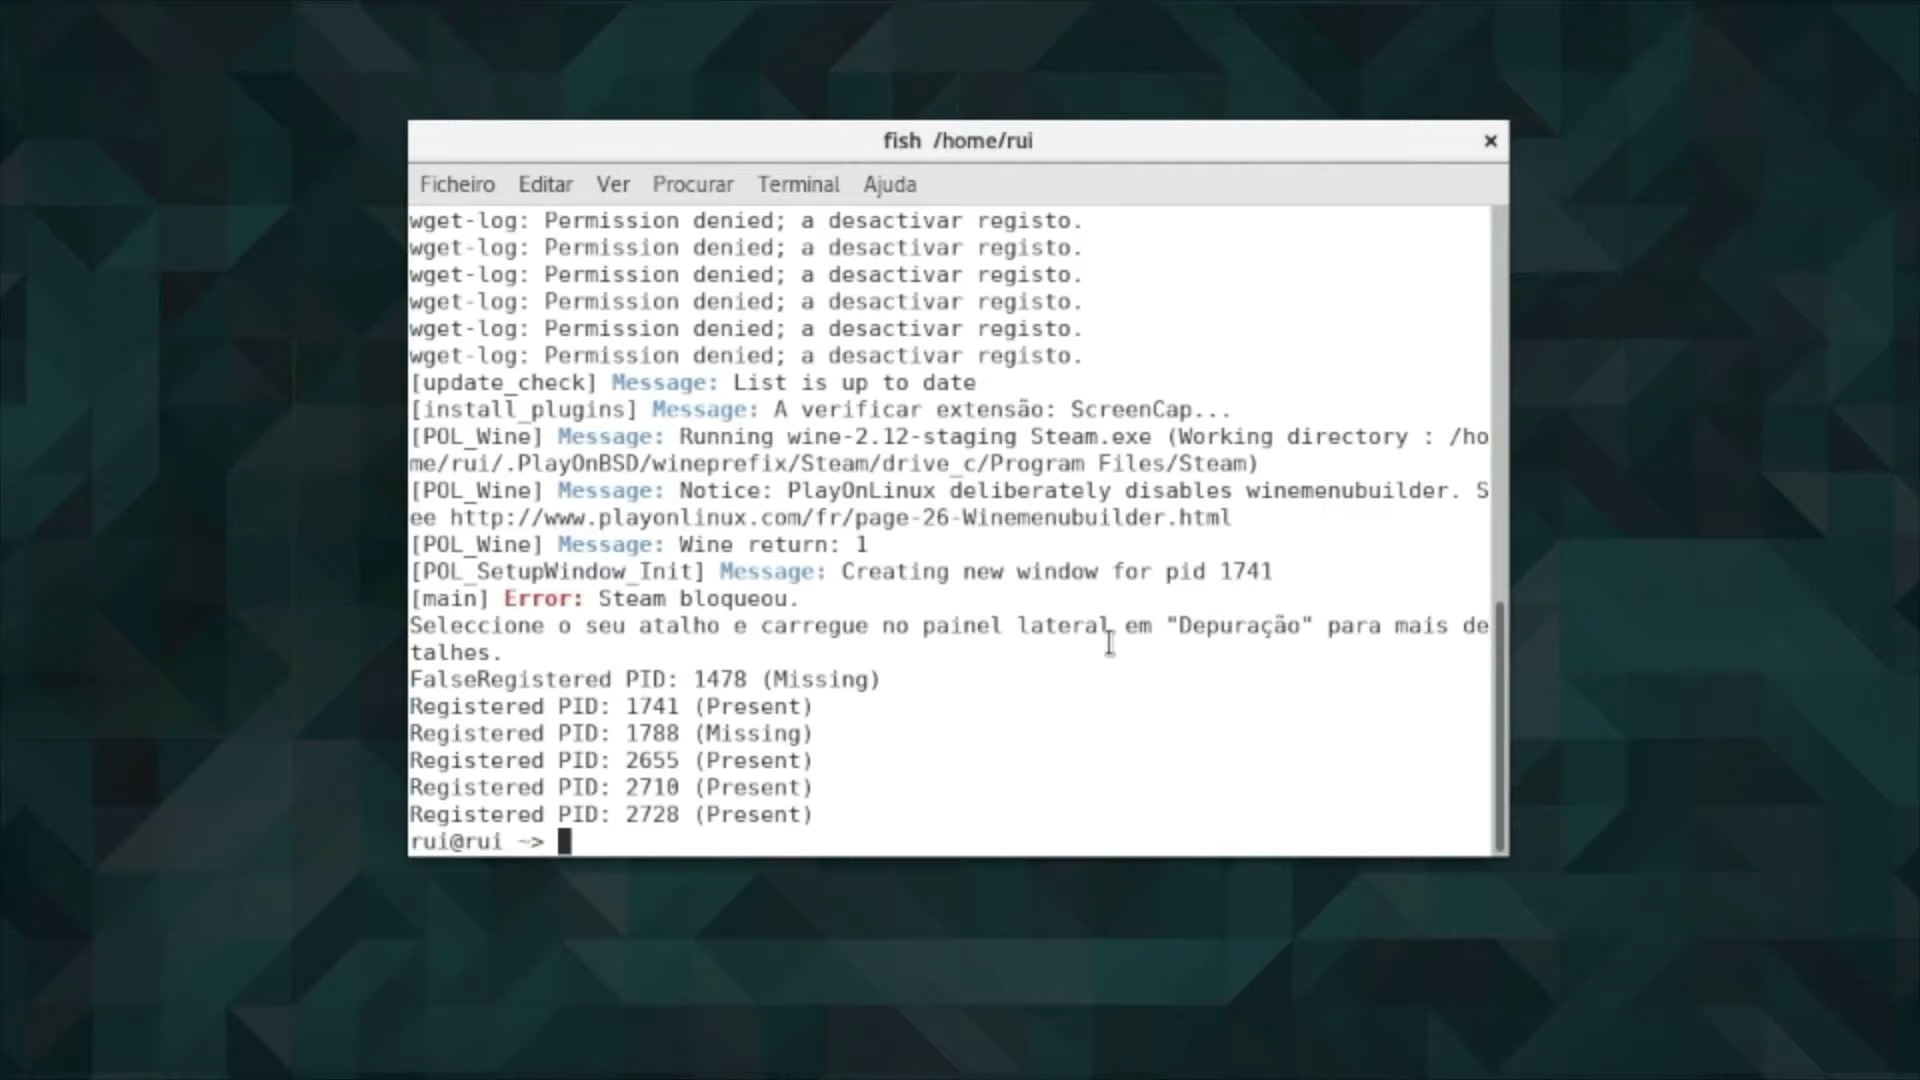 fish /home/rui
Ficheiro Editar Ver Procurar Terminal Ajuda
wget-log: Permission denied; a desactivar registo.
wget-log: Permission denied; a desactivar registo.
wget-log: Permission denied; a desactivar registo.
wget-log: Permission denied; a desactivar registo.
wget-log: Permission denied; a desactivar registo.
wget-log: Permission denied; a desactivar registo.
[update_check] Message: List is up to date
[install_plugins] Message: A verificar extensão: ScreenCap...
[POL_Wine] Message: Running wine-2.12-staging Steam.exe (Working directory : /ho
me/rui/.PlayOnBSD/wineprefix/Steam/drive_c/Program Files/Steam)
[POL_Wine] Message: Notice: PlayOnLinux deliberately disables winemenubuilder. S
ee http://www.playonlinux.com/fr/page-26-Winemenubuilder.html
[POL_Wine] Message: Wine return: 1
[POL_SetupWindow_Init] Message: Creating new window for pid 1741
[main] Error: Steam bloqueou.
Seleccione o seu atalho e carregue no painel lateral em "Depuração" para mais de
talhes.
FalseRegistered PID: 1478 (Missing)
Registered PID: 1741 (Present)
Registered PID: 1788 (Missing)
Registered PID: 2655 (Present)
Registered PID: 2710 (Present)
Registered PID: 2728 (Present)
rui@rui ~>